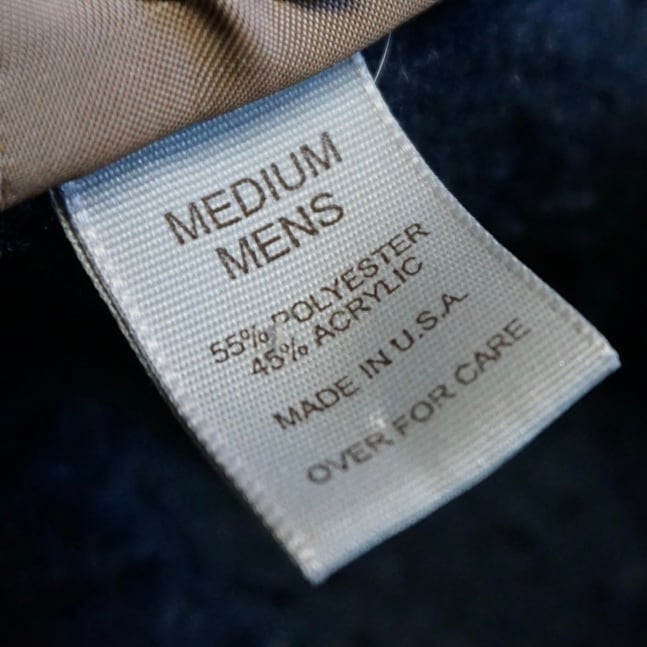 MEDIUM
MENS
55% POLYESTER
45% ACRYLIC
MADE IN U.S.A.
OVER FOR CARE